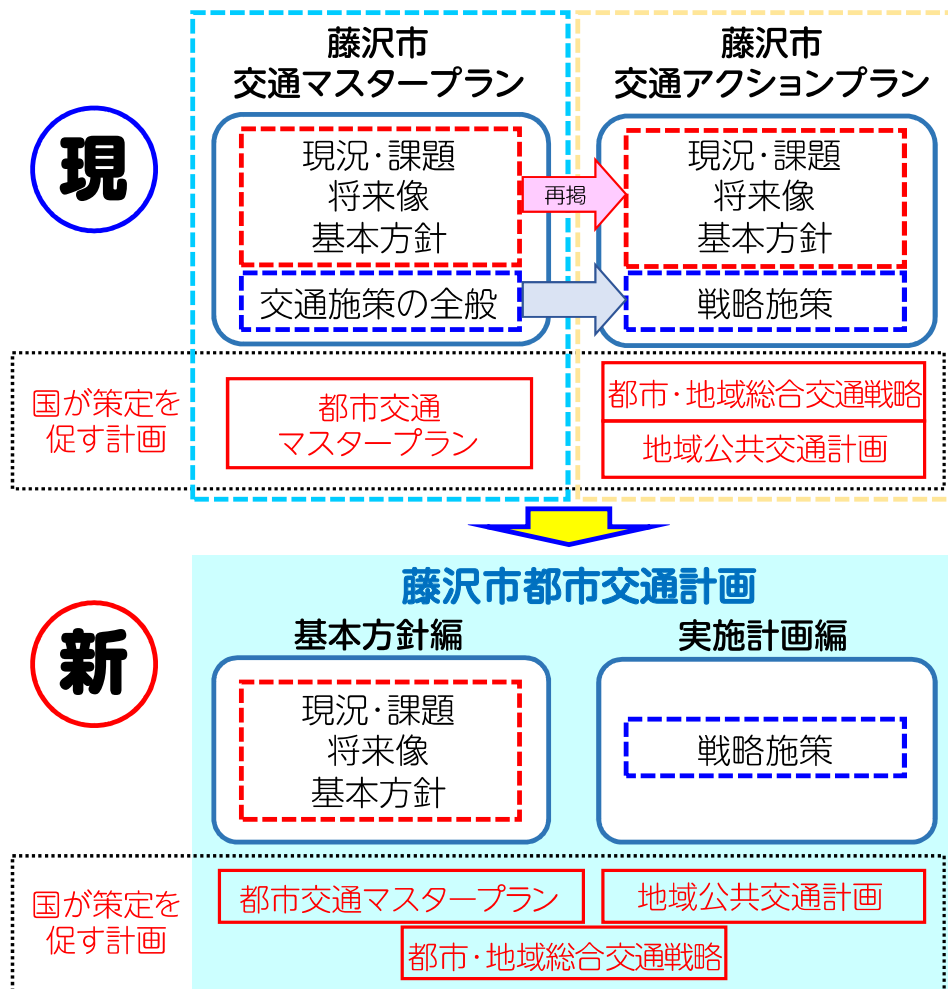 藤沢市
交通マスタープラン
藤沢市
交通アクションプラン
現
現況・課題
将来像
基本方針
交通施策の全般
再掲
現況・課題
将来像
基本方針
戦略施策
国が策定を
促す計画
都市交通
マスタープラン
都市・地域総合交通戦略
地域公共交通計画
藤沢市都市交通計画
新
基本方針編
実施計画編
現況・課題
将来像
基本方針
戦略施策
国が策定を
促す計画
都市交通マスタープラン
地域公共交通計画
都市・地域総合交通戦略